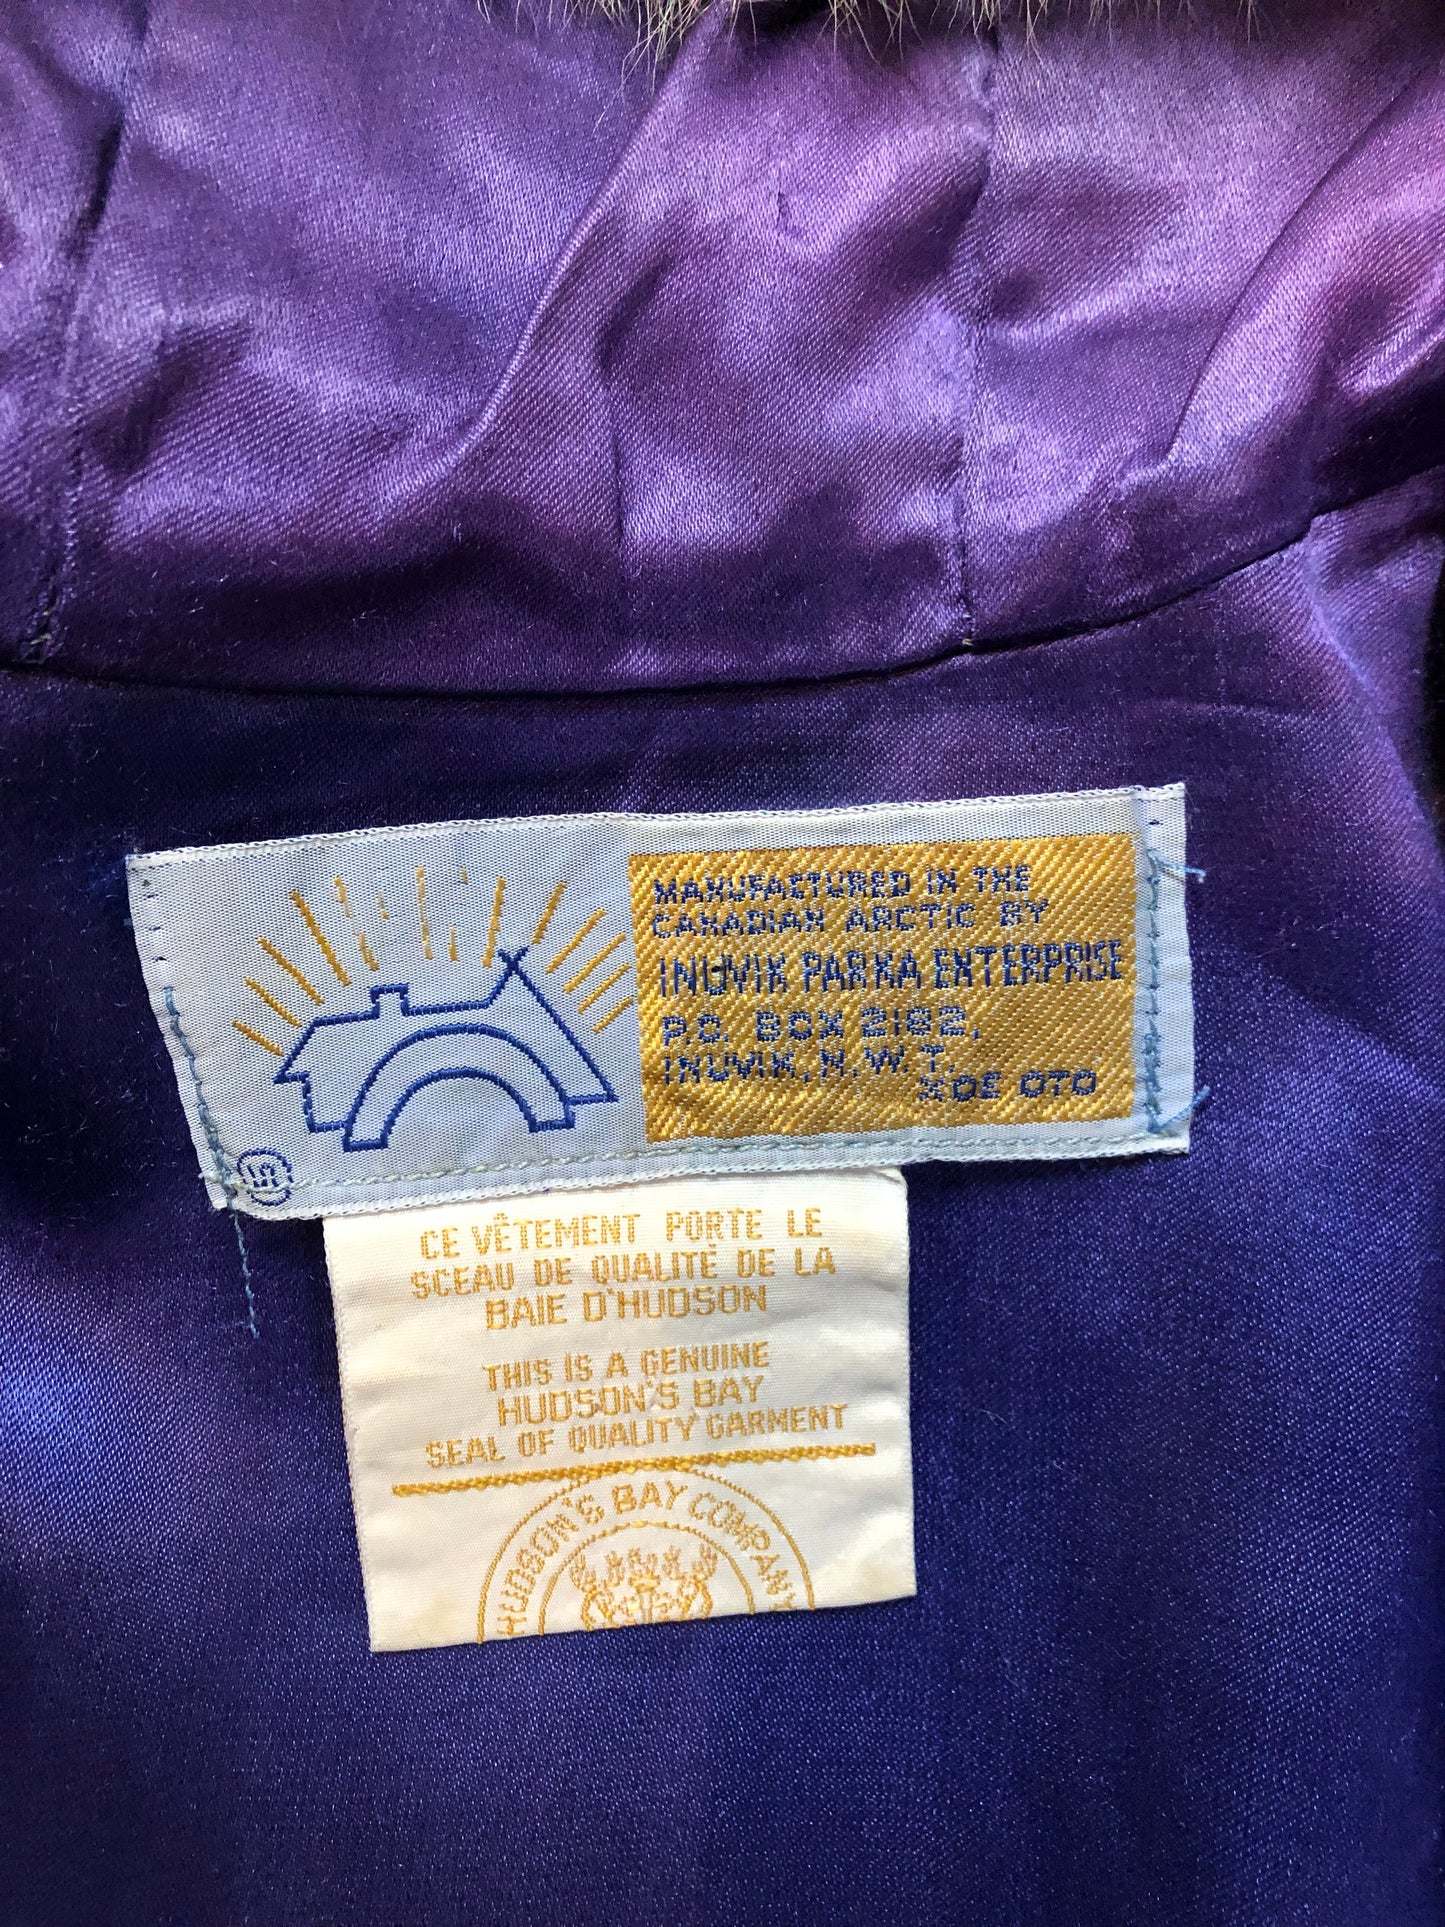 MANUFACTURED IN THE
CANADIAN ARCTIC BY
INUVIK PARKA ENTERPRISE
P.O. BOX 2182,
INUVIK, N.W.T.
XOE OTO
15
CE VÊTEMENT PORTE LE
SCEAU DE QUALITÉ DE LA
BAIE D'HUDSON
THIS IS A GENUINE
HUDSON'S BAY
SEAL OF QUALITY GARMENT
HUDSON'S BAY COMPANY